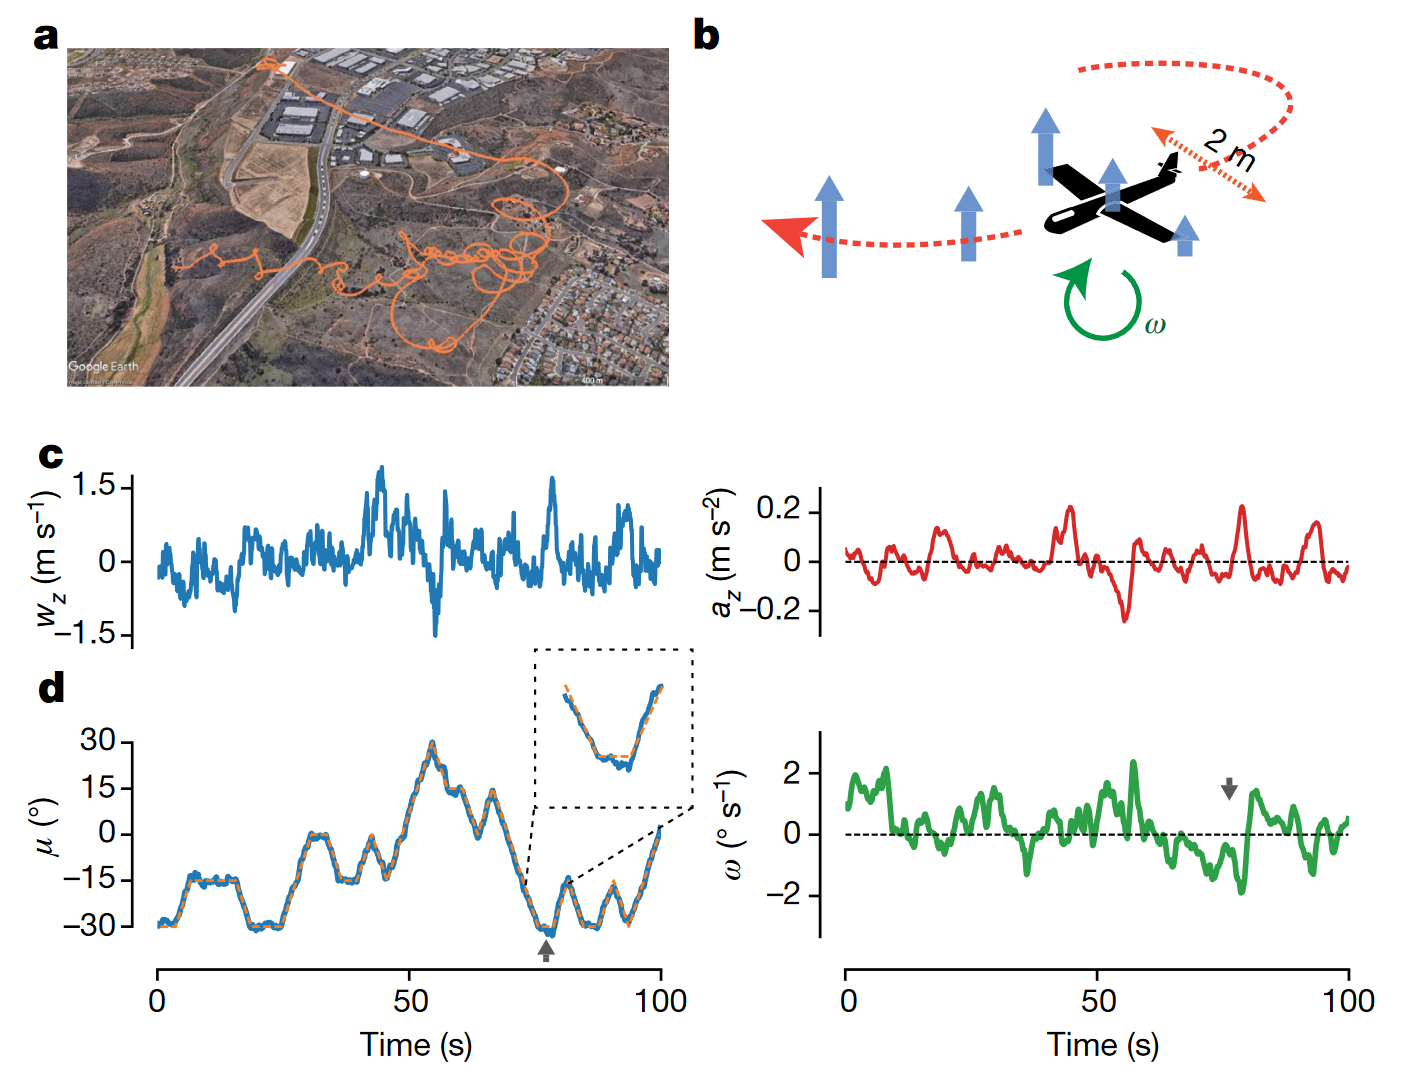 a
b
Google Earth
400 m
2 m
ω
c
1.5
0
−1.5
w_z (m s⁻¹)
0.2
0
−0.2
a_z (m s⁻²)
d
30
15
0
−15
−30
μ (°)
0
50
100
Time (s)
2
0
−2
ω (° s⁻¹)
0
50
100
Time (s)